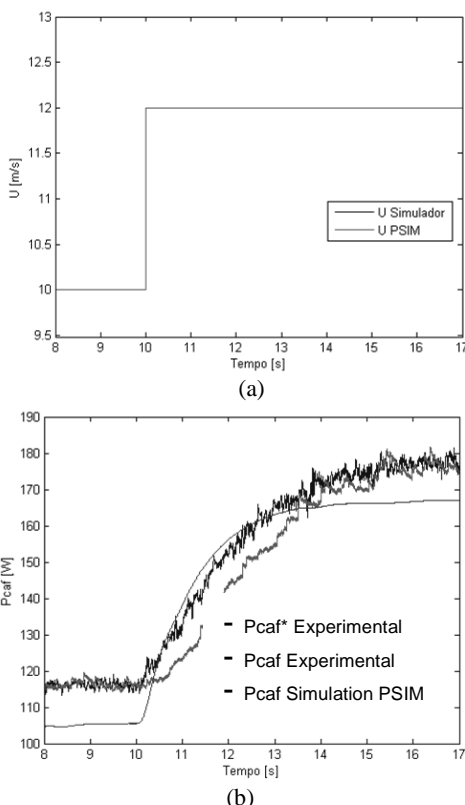 13
12.5
12
11.5
11
10.5
10
9.5
U [m/s]
U Simulador
U PSIM
8 9 10 11 12 13 14 15 16 17
Tempo [s]
(a)
190
180
170
160
150
140
130
120
110
100
Pcaf [W]
- Pcaf* Experimental
- Pcaf Experimental
- Pcaf Simulation PSIM
8 9 10 11 12 13 14 15 16 17
Tempo [s]
(b)